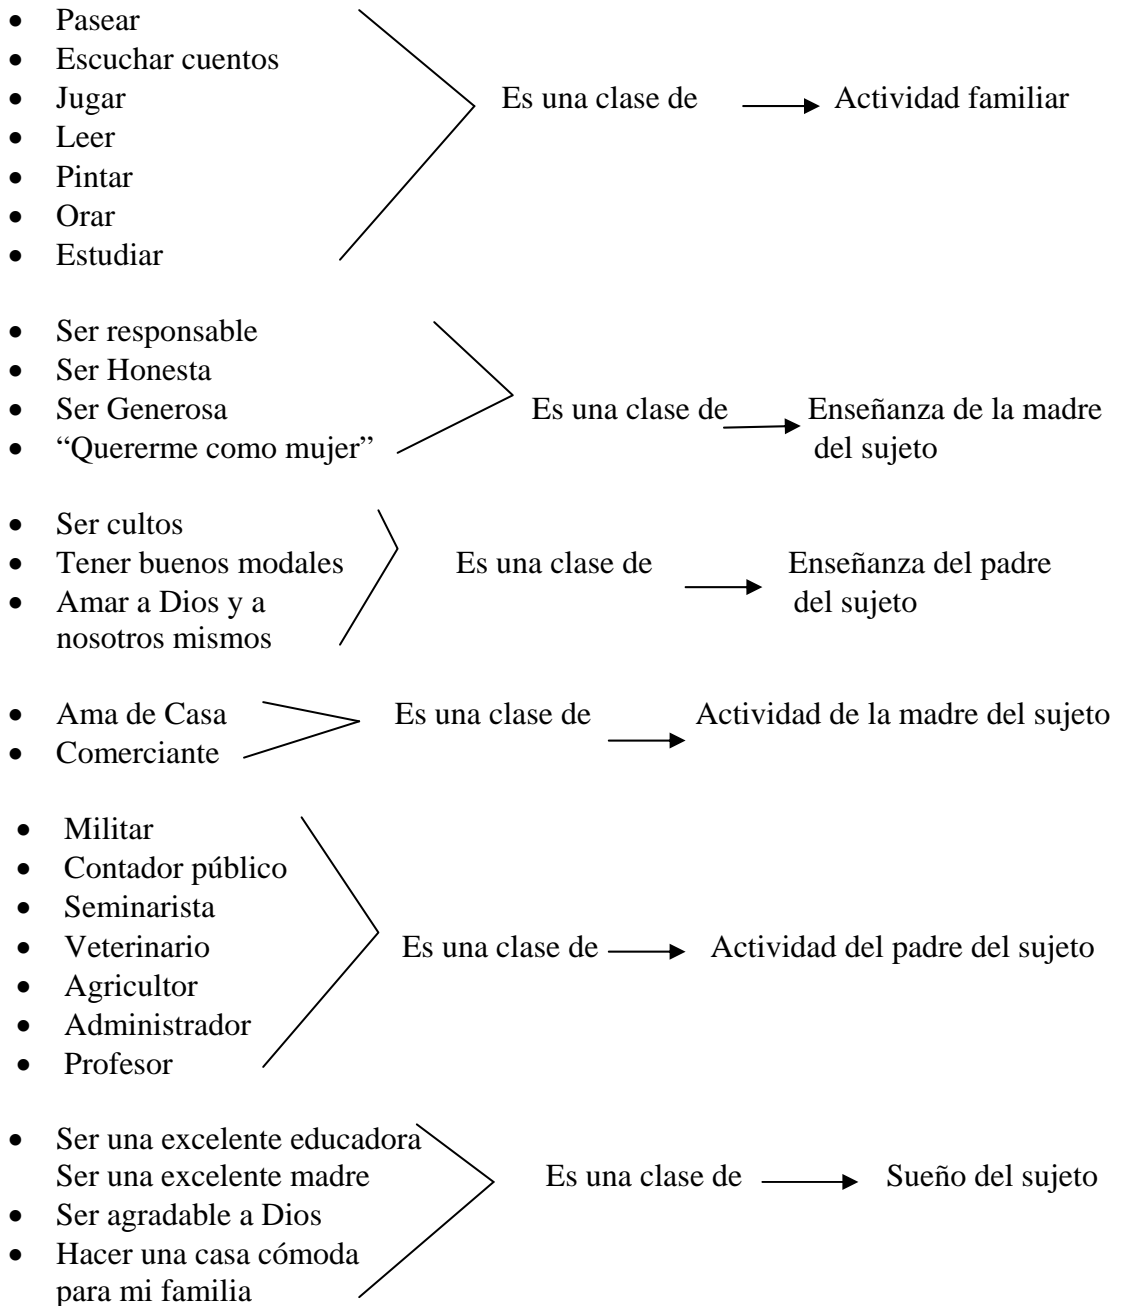 • Pasear
• Escuchar cuentos
• Jugar Es una clase de Actividad familiar
• Leer
• Pintar
• Orar
• Estudiar
• Ser responsable
• Ser Honesta
• Ser Generosa Es una clase de Enseñanza de la madre
• “Quererme como mujer” del sujeto
• Ser cultos
• Tener buenos modales Es una clase de Enseñanza del padre
• Amar a Dios y a del sujeto
nosotros mismos
• Ama de Casa Es una clase de Actividad de la madre del sujeto
• Comerciante
• Militar
• Contador público
• Seminarista
• Veterinario Es una clase de Actividad del padre del sujeto
• Agricultor
• Administrador
• Profesor
• Ser una excelente educadora
Ser una excelente madre Es una clase de Sueño del sujeto
• Ser agradable a Dios
• Hacer una casa cómoda
para mi familia